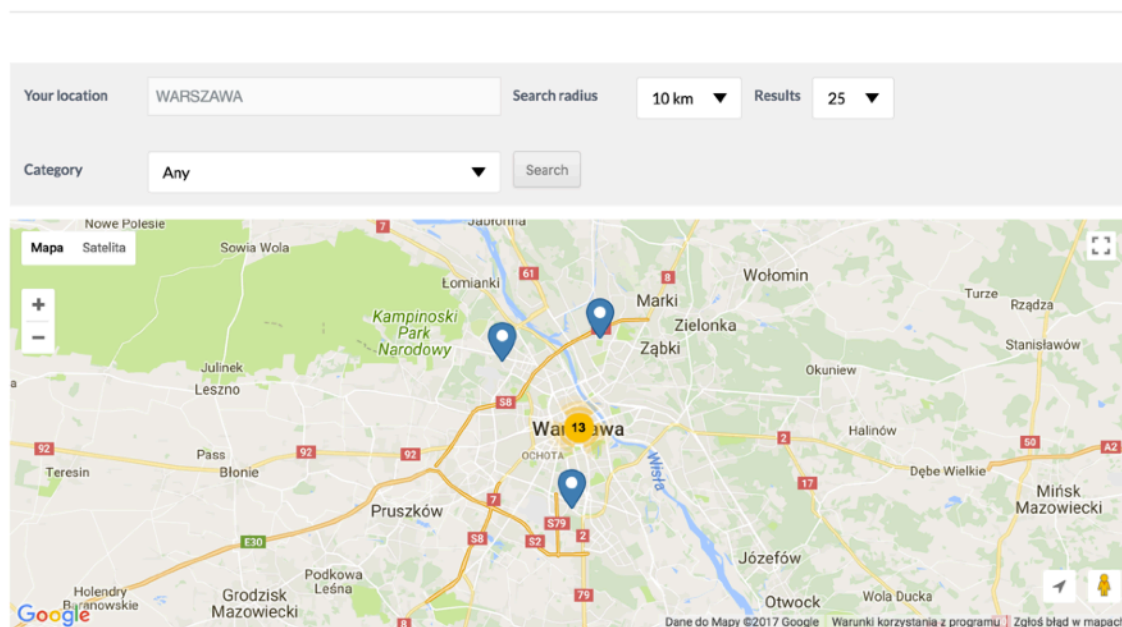 Your location WARSZAWA Search radius 10 km Results 25
Category Any Search
Nowe Polesie 7 Jabłonna
Mapa Satelita Sowia Wola
61 8 Wołomin
Łomianki
Marki Turze Rządza
Kampinoski
Park
Narodowy
Zielonka
Ząbki Stanisławów
Julinek Okuniew
Leszno
S8
Warszawa 13 Halinów
92 92 92 OCHOTA 2 50 A2
Pass
Teresin Błonie Wisła Dębe Wielkie
17 Mińsk
Mazowiecki
Pruszków 7
S79
E30 S8 S2 2
Józefów
Podkowa
Leśna
Holendry
Baranowskie
Grodzisk
Mazowiecki
79 Otwock Wola Ducka
Google 8 Dane do Mapy ©2017 Google Warunki korzystania z programu Zgłoś błąd w mapach